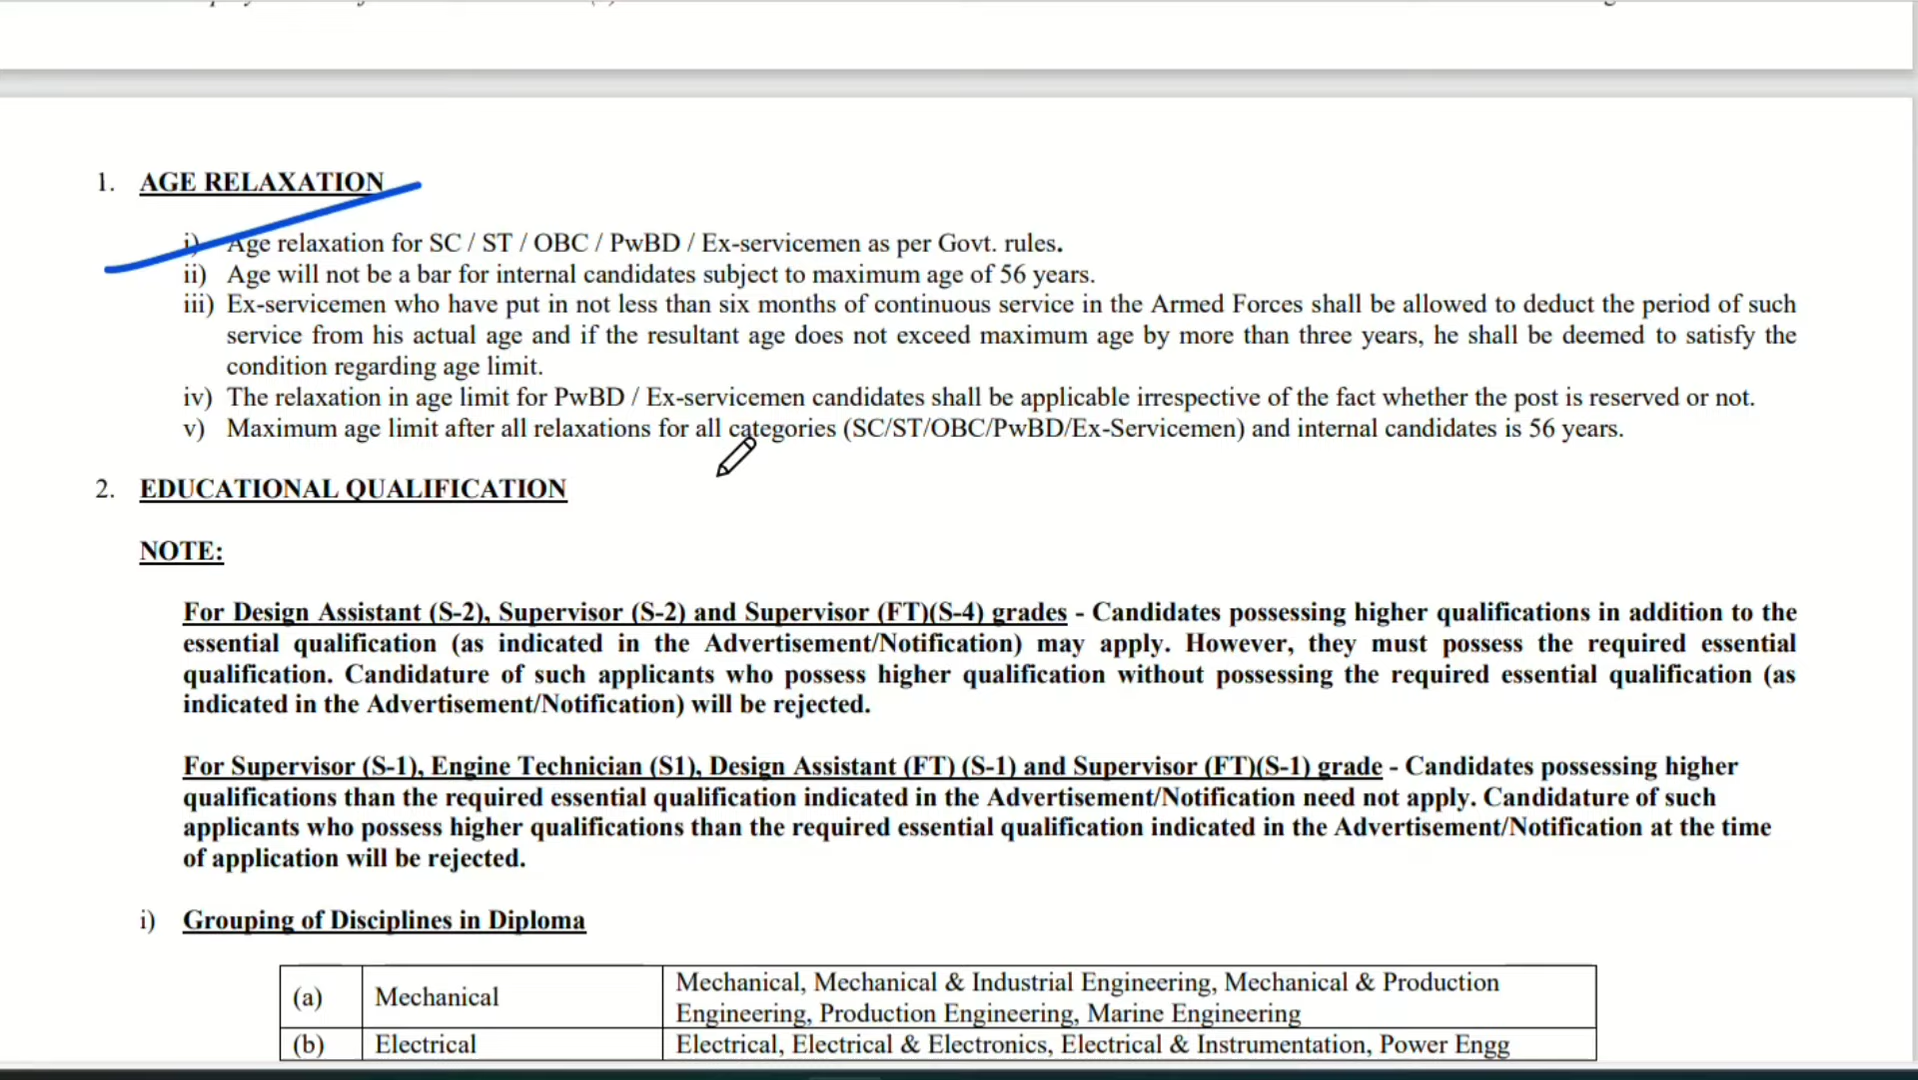 1. AGE RELAXATION
i) Age relaxation for SC / ST / OBC / PwBD / Ex-servicemen as per Govt. rules.
ii) Age will not be a bar for internal candidates subject to maximum age of 56 years.
iii) Ex-servicemen who have put in not less than six months of continuous service in the Armed Forces shall be allowed to deduct the period of such
service from his actual age and if the resultant age does not exceed maximum age by more than three years, he shall be deemed to satisfy the
condition regarding age limit.
iv) The relaxation in age limit for PwBD / Ex-servicemen candidates shall be applicable irrespective of the fact whether the post is reserved or not.
v) Maximum age limit after all relaxations for all categories (SC/ST/OBC/PwBD/Ex-Servicemen) and internal candidates is 56 years.
2. EDUCATIONAL QUALIFICATION
NOTE:
For Design Assistant (S-2), Supervisor (S-2) and Supervisor (FT)(S-4) grades - Candidates possessing higher qualifications in addition to the
essential qualification (as indicated in the Advertisement/Notification) may apply. However, they must possess the required essential
qualification. Candidature of such applicants who possess higher qualification without possessing the required essential qualification (as
indicated in the Advertisement/Notification) will be rejected.
For Supervisor (S-1), Engine Technician (S1), Design Assistant (FT) (S-1) and Supervisor (FT)(S-1) grade - Candidates possessing higher
qualifications than the required essential qualification indicated in the Advertisement/Notification need not apply. Candidature of such
applicants who possess higher qualifications than the required essential qualification indicated in the Advertisement/Notification at the time
of application will be rejected.
i) Grouping of Disciplines in Diploma
(a) Mechanical Mechanical, Mechanical & Industrial Engineering, Mechanical & Production
Engineering, Production Engineering, Marine Engineering
(b) Electrical Electrical, Electrical & Electronics, Electrical & Instrumentation, Power Engg